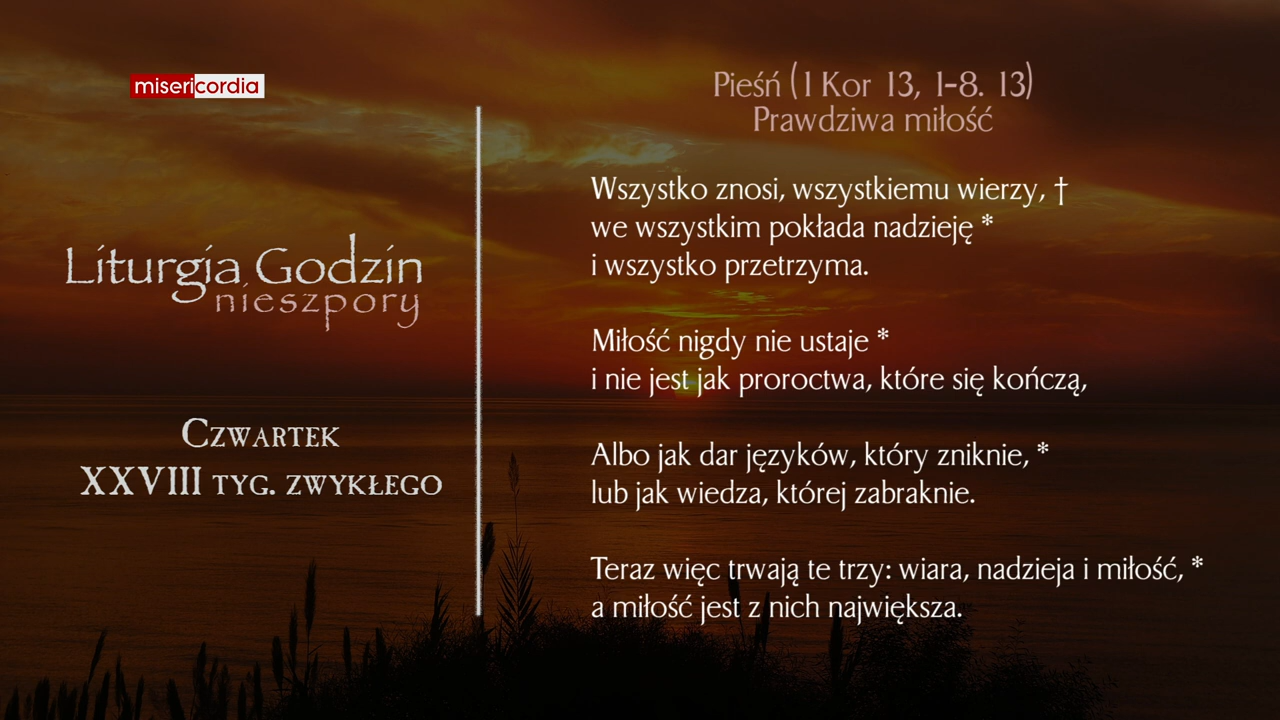 misericordia
Liturgia Godzin
nieszpory
Czwartek
XXVIII tyg. zwykłego
Pieśń (1 Kor 13, 1-8. 13)
Prawdziwa miłość
Wszystko znosi, wszystkiemu wierzy, †
we wszystkim pokłada nadzieję *
i wszystko przetrzyma.
Miłość nigdy nie ustaje *
i nie jest jak proroctwa, które się kończą,
Albo jak dar języków, który zniknie, *
lub jak wiedza, której zabraknie.
Teraz więc trwają te trzy: wiara, nadzieja i miłość, *
a miłość jest z nich największa.